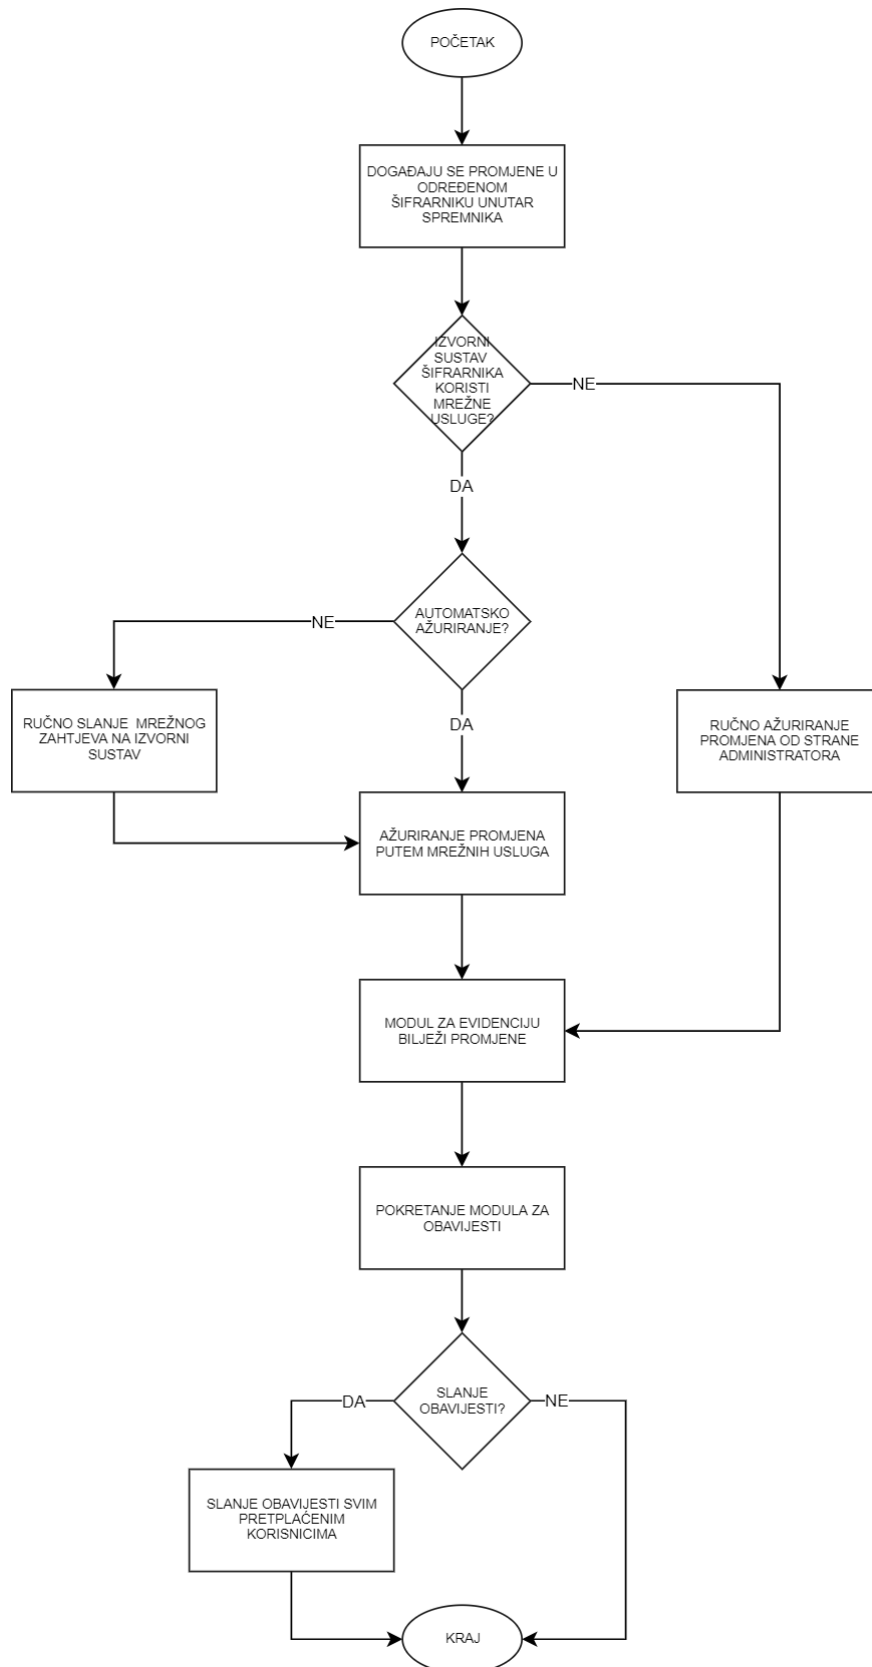 POČETAK
DOGAĐAJU SE PROMJENE U
ODREĐENOM
ŠIFRARNIKU UNUTAR
SPREMNIKA
IZVORNI
SUSTAV
ŠIFRARNIKA
KORISTI
MREŽNE
USLUGE?
NE
DA
AUTOMATSKO
AŽURIRANJE?
NE
DA
RUČNO SLANJE MREŽNOG
ZAHTJEVA NA IZVORNI
SUSTAV
RUČNO AŽURIRANJE
PROMJENA OD STRANE
ADMINISTRATORA
AŽURIRANJE PROMJENA
PUTEM MREŽNIH USLUGA
MODUL ZA EVIDENCIJU
BILJEŽI PROMJENE
POKRETANJE MODULA ZA
OBAVIJESTI
SLANJE
OBAVIJESTI?
DA
NE
SLANJE OBAVIJESTI SVIM
PRETPLAĆENIM
KORISNICIMA
KRAJ